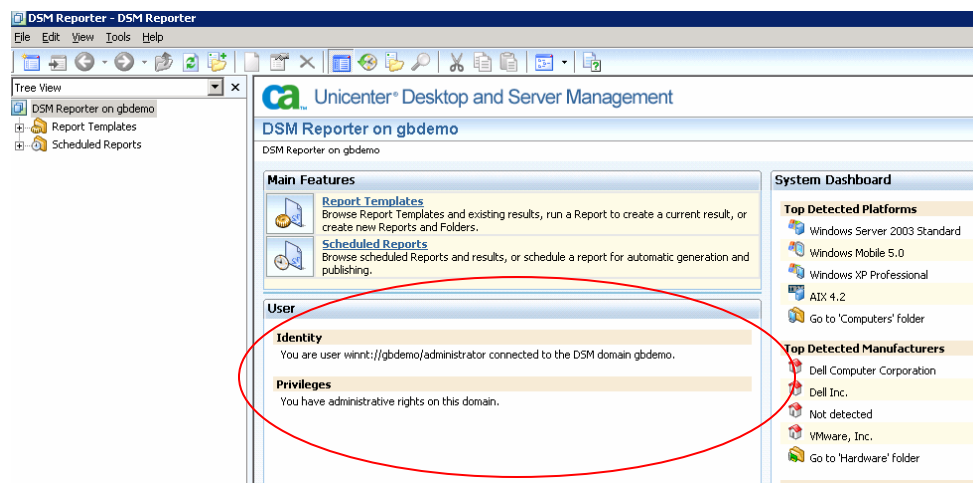 DSM Reporter - DSM Reporter
File Edit View Tools Help
Tree View
DSM Reporter on gbdemo
Report Templates
Scheduled Reports
ca™ Unicenter® Desktop and Server Management
DSM Reporter on gbdemo
DSM Reporter on gbdemo
Main Features
Report Templates
Browse Report Templates and existing results, run a Report to create a current result, or
create new Reports and Folders.
Scheduled Reports
Browse scheduled Reports and results, or schedule a report for automatic generation and
publishing.
User
Identity
You are user winnt://gbdemo/administrator connected to the DSM domain gbdemo.
Privileges
You have administrative rights on this domain.
System Dashboard
Top Detected Platforms
Windows Server 2003 Standard
Windows Mobile 5.0
Windows XP Professional
AIX 4.2
Go to 'Computers' folder
Top Detected Manufacturers
Dell Computer Corporation
Dell Inc.
Not detected
VMware, Inc.
Go to 'Hardware' folder